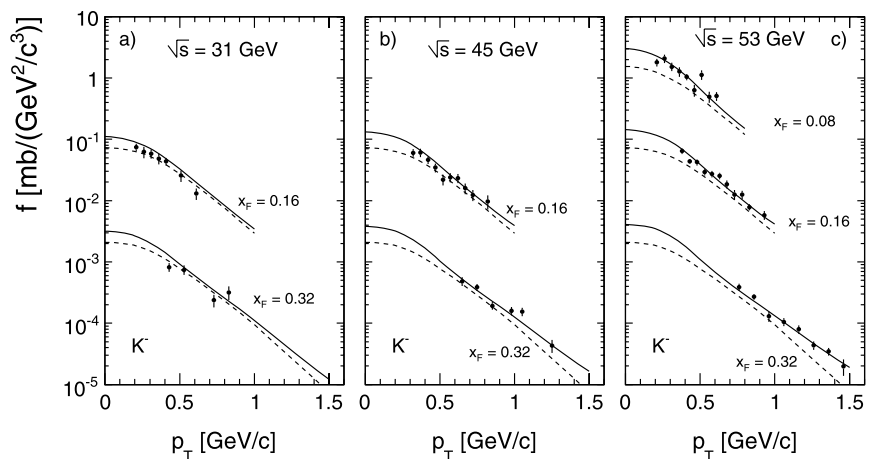 f [mb/(GeV²/c³)]
10
1
10⁻¹
10⁻²
10⁻³
10⁻⁴
10⁻⁵
a)
√s = 31 GeV
x_F = 0.16
x_F = 0.32
K⁻
0 0.5 1 1.5
p_T [GeV/c]
b)
√s = 45 GeV
x_F = 0.16
x_F = 0.32
K⁻
0 0.5 1 1.5
p_T [GeV/c]
√s = 53 GeV c)
x_F = 0.08
x_F = 0.16
x_F = 0.32
K⁻
0 0.5 1 1.5
p_T [GeV/c]